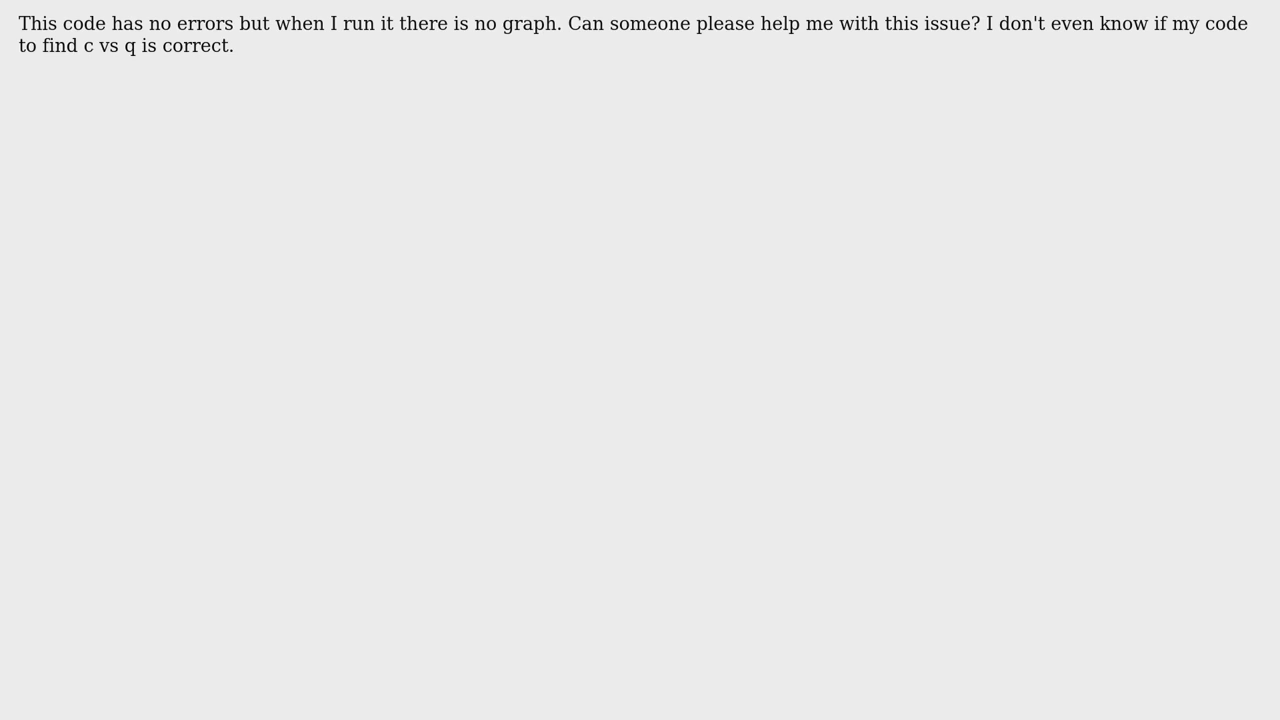 This code has no errors but when I run it there is no graph. Can someone please help me with this issue? I don't even know if my code
to find c vs q is correct.